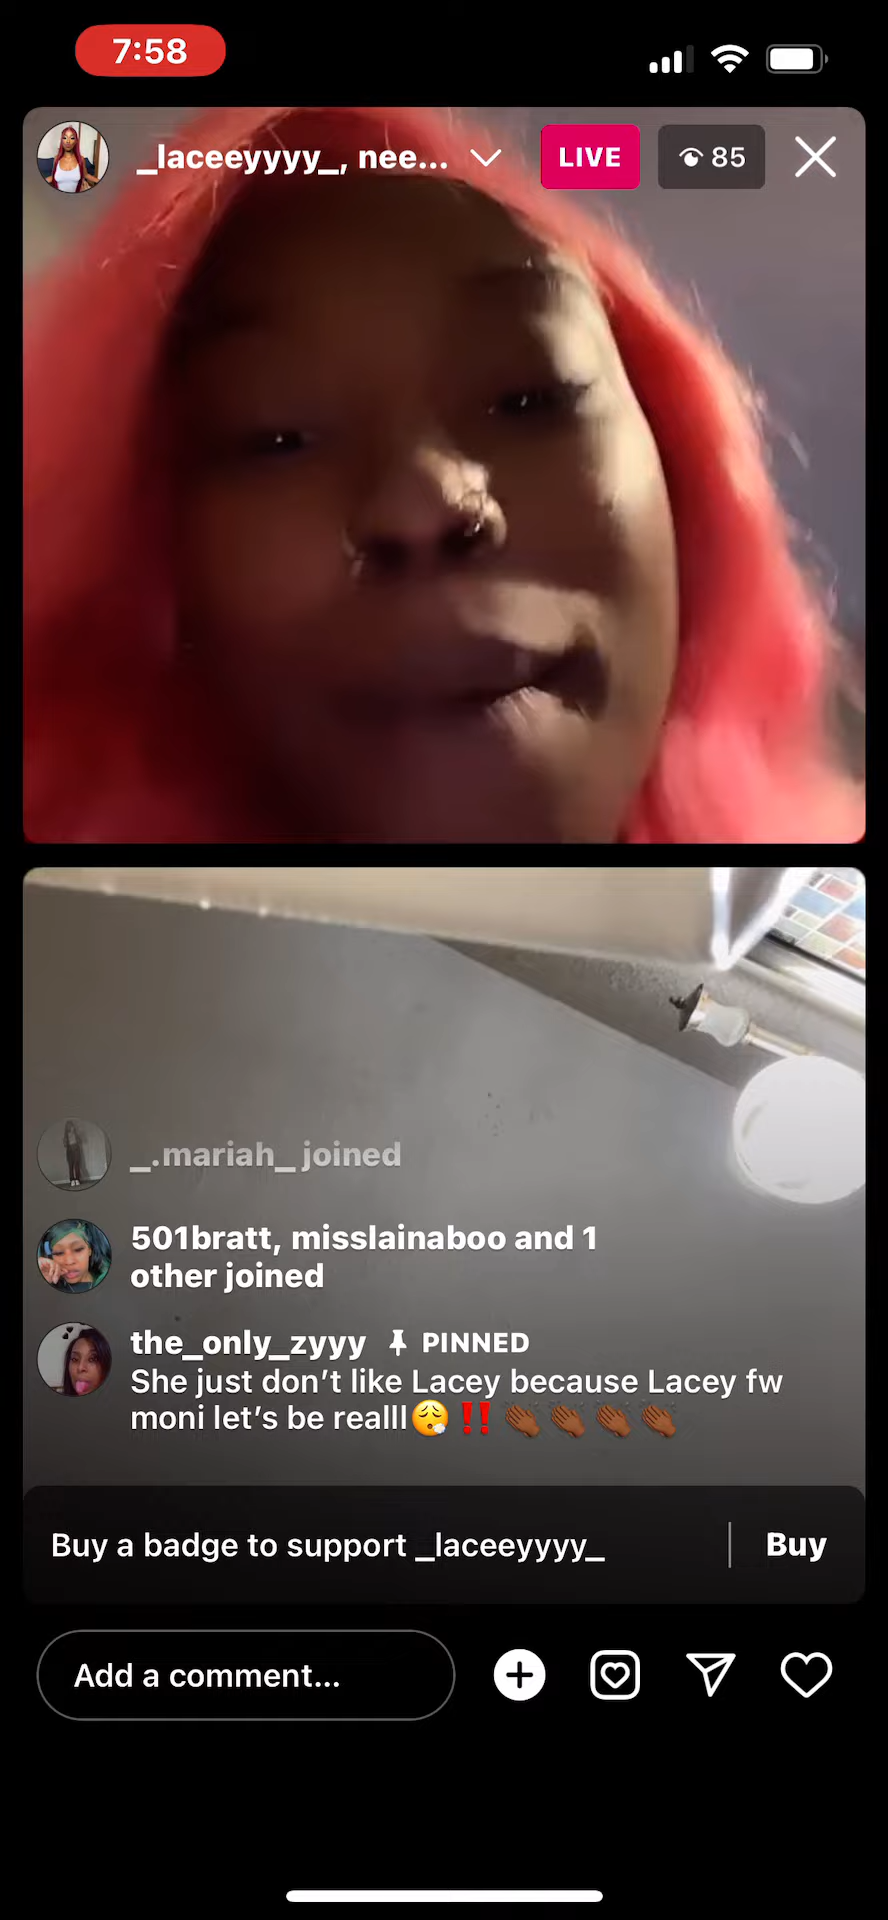 7:58
_laceeyyyy_, nee...
LIVE
85
_.mariah_ joined
501bratt, misslainaboo and 1
other joined
the_only_zyyy PINNED
She just don't like Lacey because Lacey fw
moni let's be realll😮‍💨‼️👏🏾👏🏾👏🏾👏🏾
Buy a badge to support _laceeyyyy_
Buy
Add a comment...